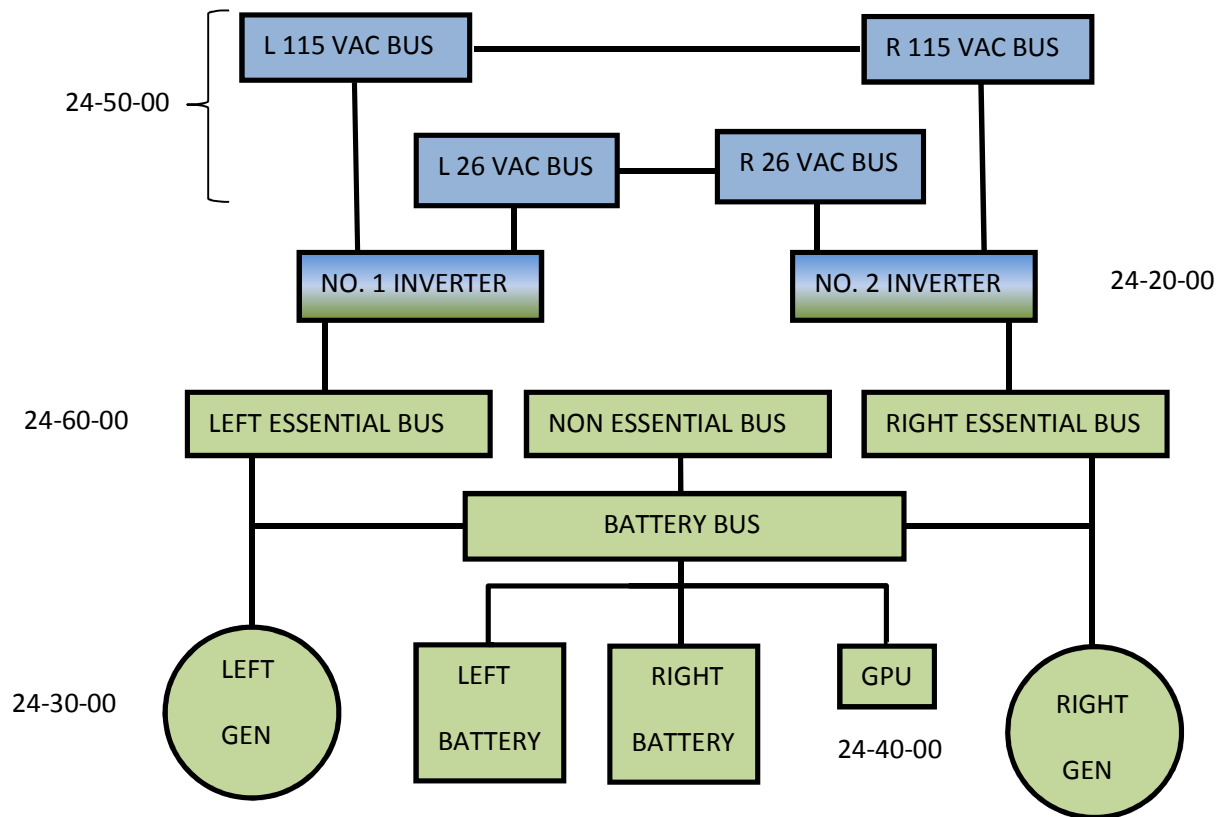 L 115 VAC BUS
R 115 VAC BUS
24-50-00
L 26 VAC BUS
R 26 VAC BUS
NO. 1 INVERTER
NO. 2 INVERTER
24-20-00
24-60-00
LEFT ESSENTIAL BUS
NON ESSENTIAL BUS
RIGHT ESSENTIAL BUS
BATTERY BUS
24-30-00
LEFT
GEN
LEFT
BATTERY
RIGHT
BATTERY
GPU
24-40-00
RIGHT
GEN